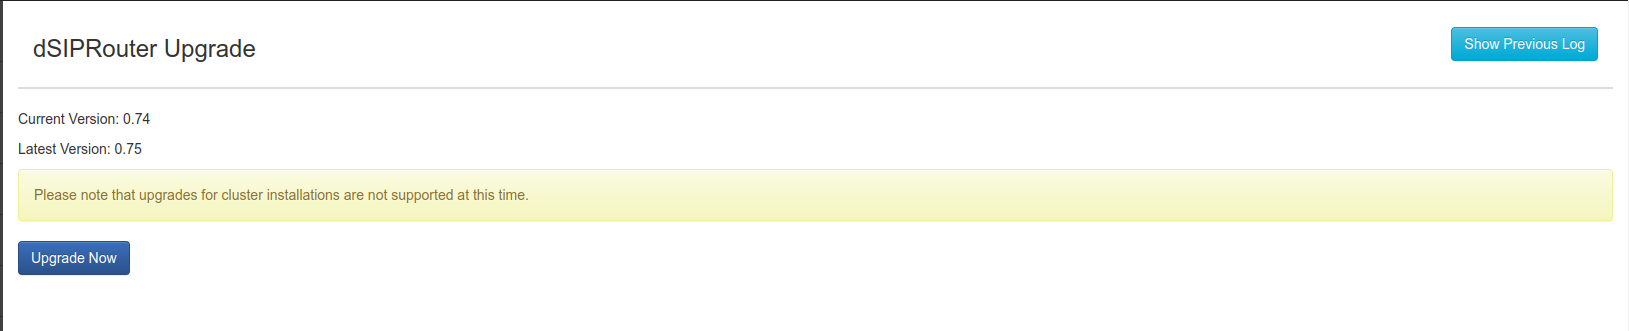 dSIPRouter Upgrade
Show Previous Log
Current Version: 0.74
Latest Version: 0.75
Please note that upgrades for cluster installations are not supported at this time.
Upgrade Now